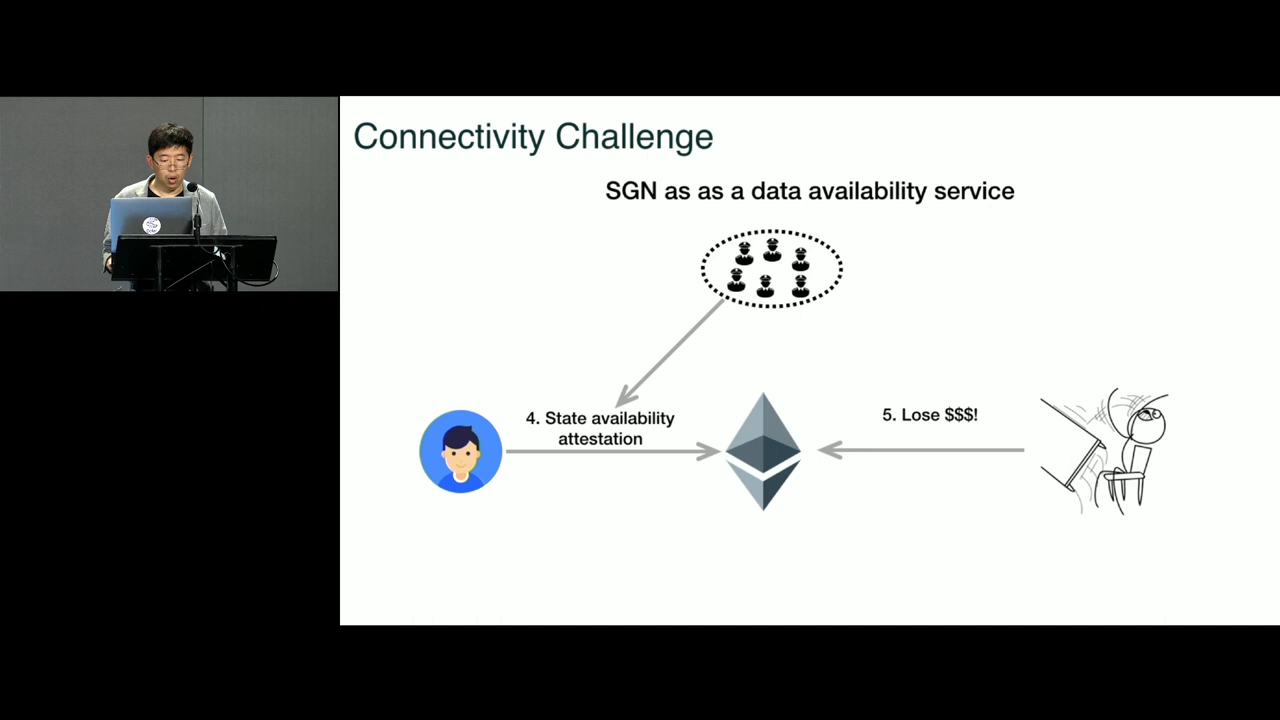 Connectivity Challenge
SGN as as a data availability service
4. State availability
attestation
5. Lose $$$!